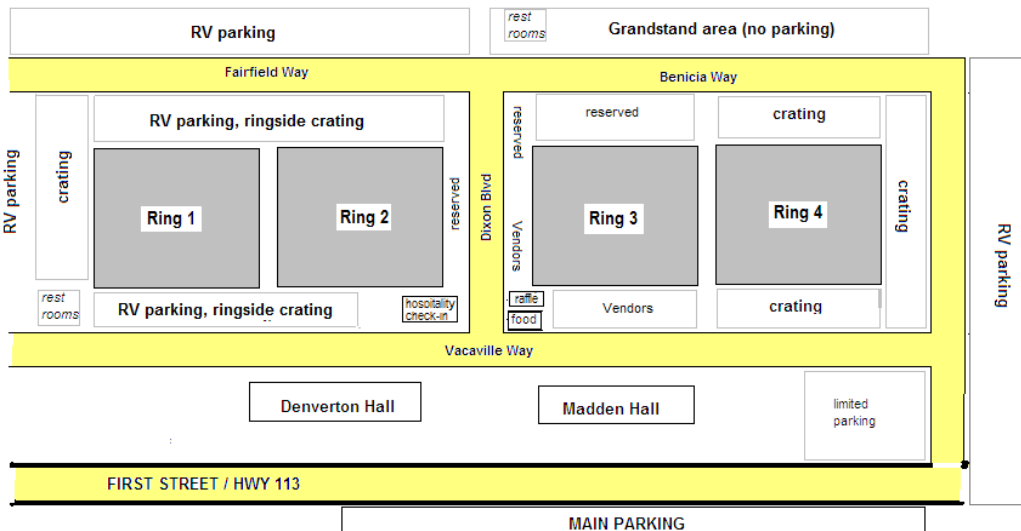 RV parking
rest
rooms
Grandstand area (no parking)
Fairfield Way
Benicia Way
RV parking
crating
RV parking, ringside crating
Ring 1
Ring 2
reserved
Dixon Blvd
reserved
reserved
crating
Ring 3
Ring 4
crating
RV parking
Vendors
rest
rooms
RV parking, ringside crating
hositality
check-in
raffle
food
Vendors
crating
Vacaville Way
Denverton Hall
Madden Hall
limited
parking
FIRST STREET / HWY 113
MAIN PARKING